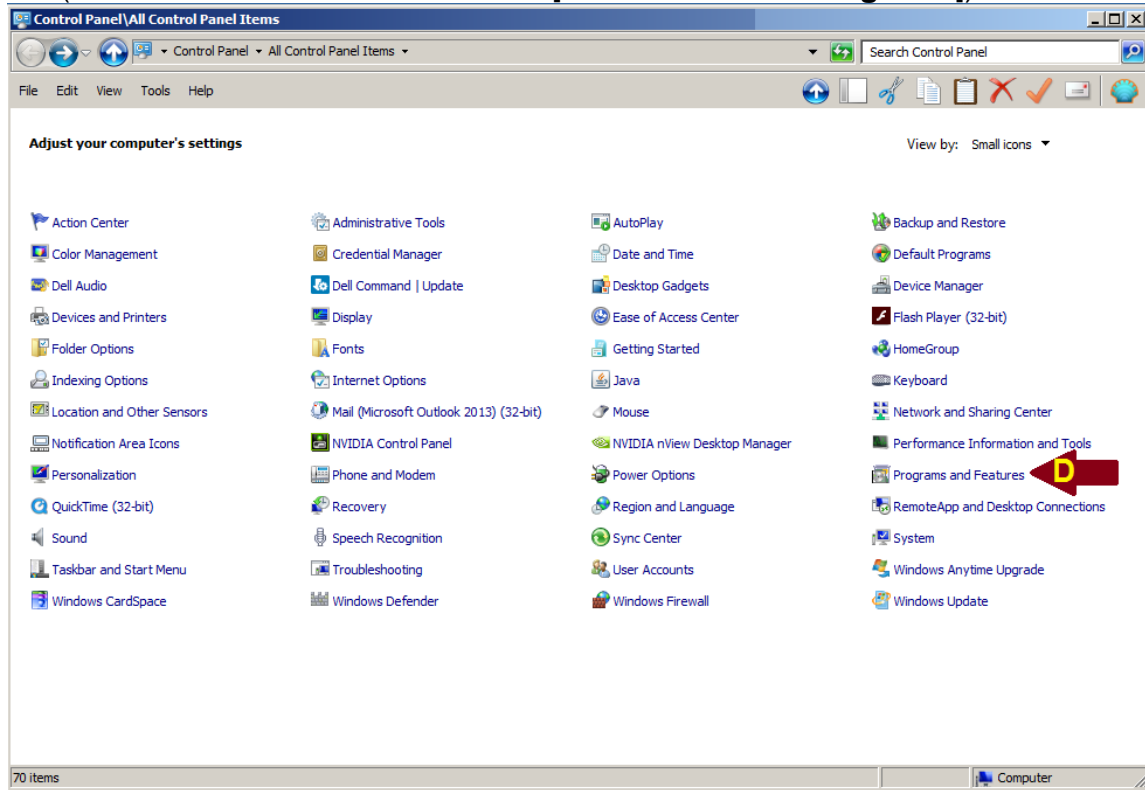 Control Panel\All Control Panel Items
Control Panel All Control Panel Items Search Control Panel
File Edit View Tools Help
Adjust your computer's settings View by: Small icons
Action Center Administrative Tools AutoPlay Backup and Restore
Color Management Credential Manager Date and Time Default Programs
Dell Audio Dell Command | Update Desktop Gadgets Device Manager
Devices and Printers Display Ease of Access Center Flash Player (32-bit)
Folder Options Fonts Getting Started HomeGroup
Indexing Options Internet Options Java Keyboard
Location and Other Sensors Mail (Microsoft Outlook 2013) (32-bit) Mouse Network and Sharing Center
Notification Area Icons NVIDIA Control Panel NVIDIA nView Desktop Manager Performance Information and Tools
Personalization Phone and Modem Power Options Programs and Features D
QuickTime (32-bit) Recovery Region and Language RemoteApp and Desktop Connections
Sound Speech Recognition Sync Center System
Taskbar and Start Menu Troubleshooting User Accounts Windows Anytime Upgrade
Windows CardSpace Windows Defender Windows Firewall Windows Update
70 items Computer